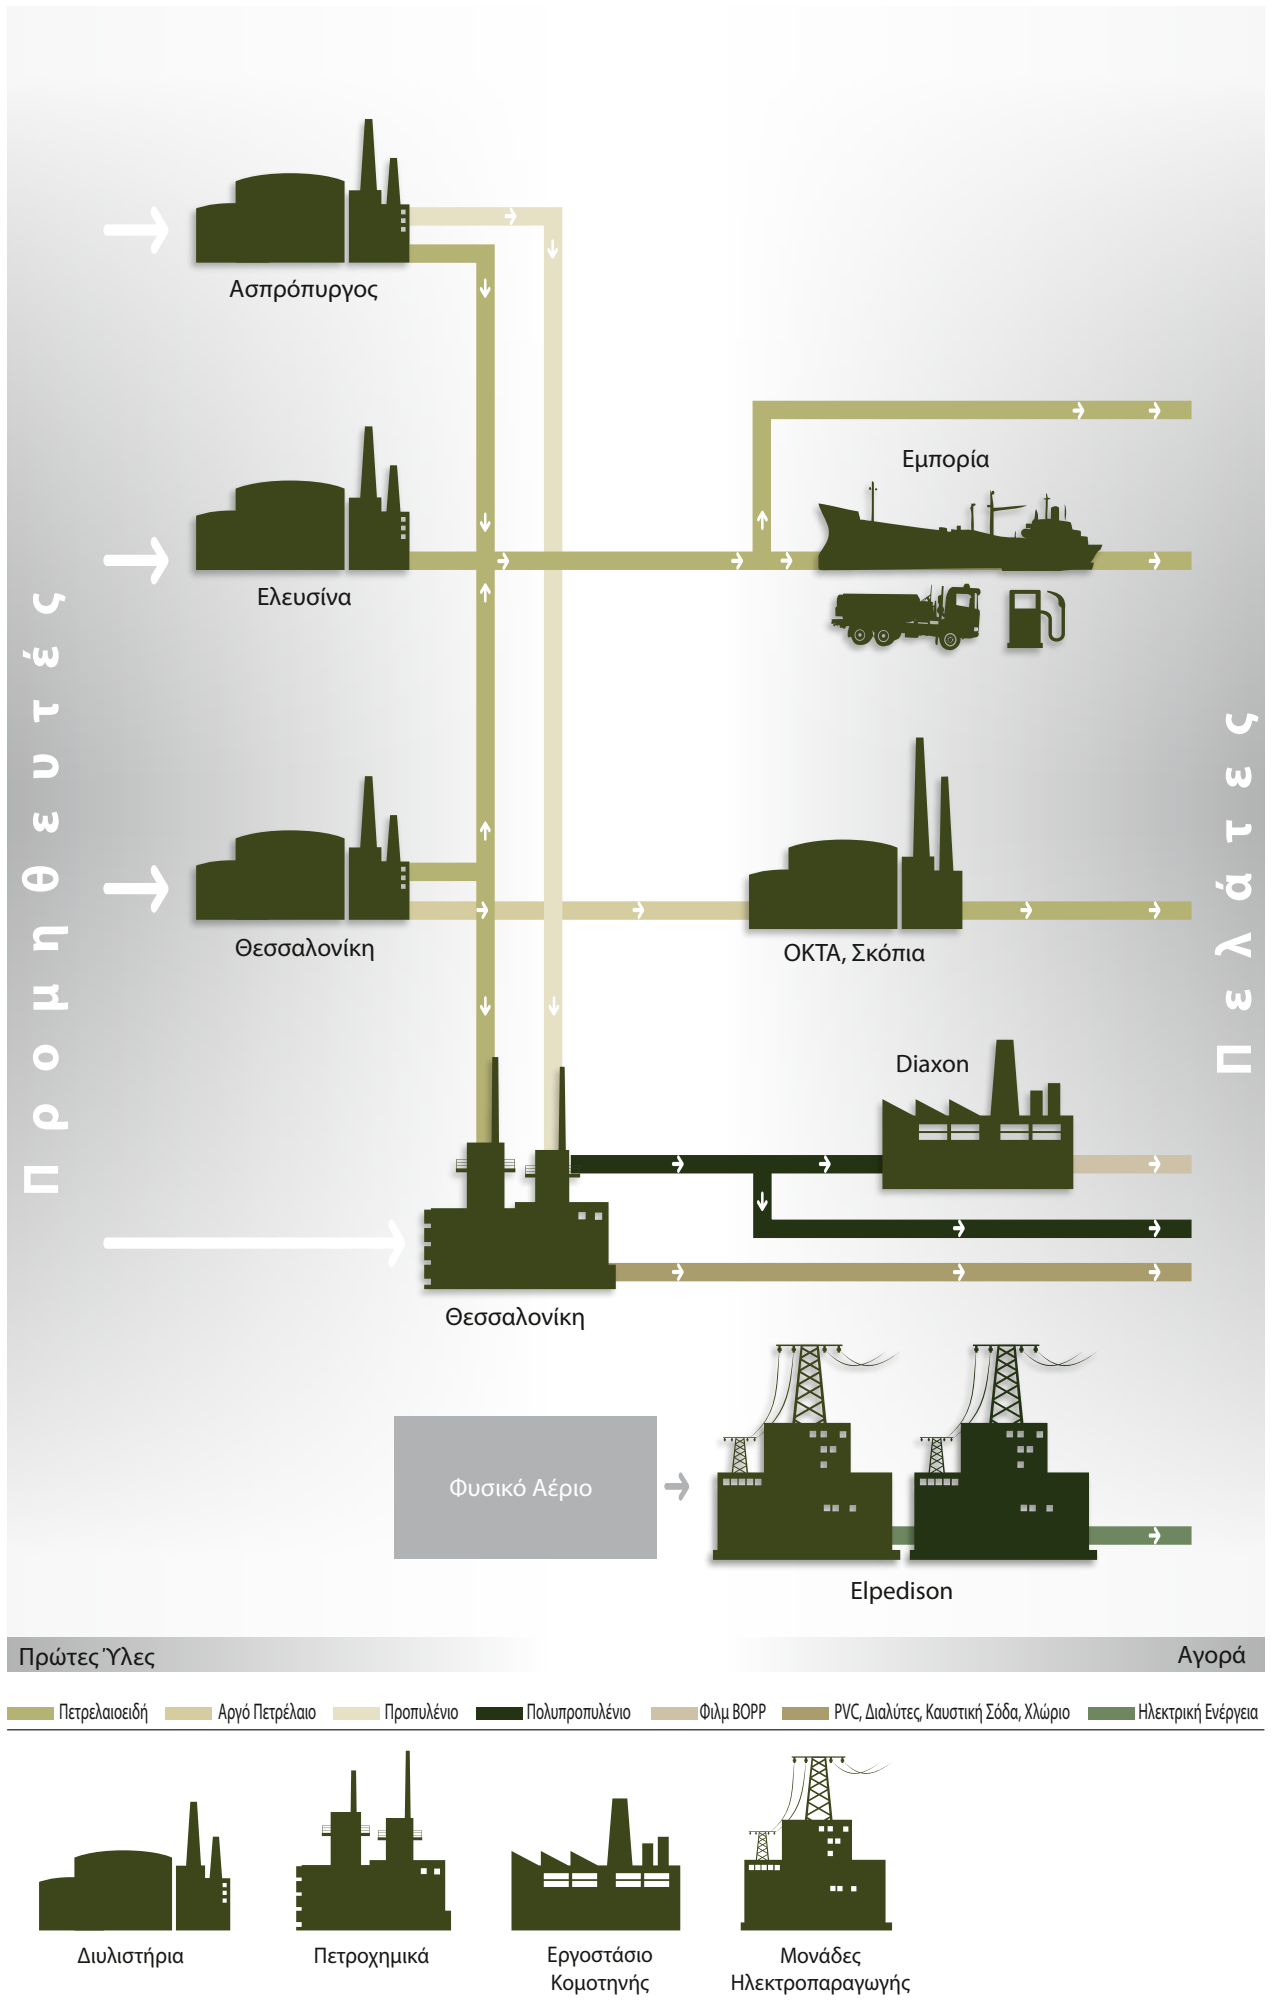 Προμηθευτές
Ασπρόπυργος
Εμπορία
Ελευσίνα
Πελάτες
Θεσσαλονίκη
ΟΚΤΑ, Σκόπια
Diaxon
Θεσσαλονίκη
Φυσικό Αέριο
Elpedison
Πρώτες Ύλες
Αγορά
Πετρελαιοειδή
Αργό Πετρέλαιο
Προπυλένιο
Πολυπροπυλένιο
Φιλμ BOPP
PVC, Διαλύτες, Καυστική Σόδα, Χλώριο
Ηλεκτρική Ενέργεια
Διυλιστήρια
Πετροχημικά
Εργοστάσιο
Κομοτηνής
Μονάδες
Ηλεκτροπαραγωγής